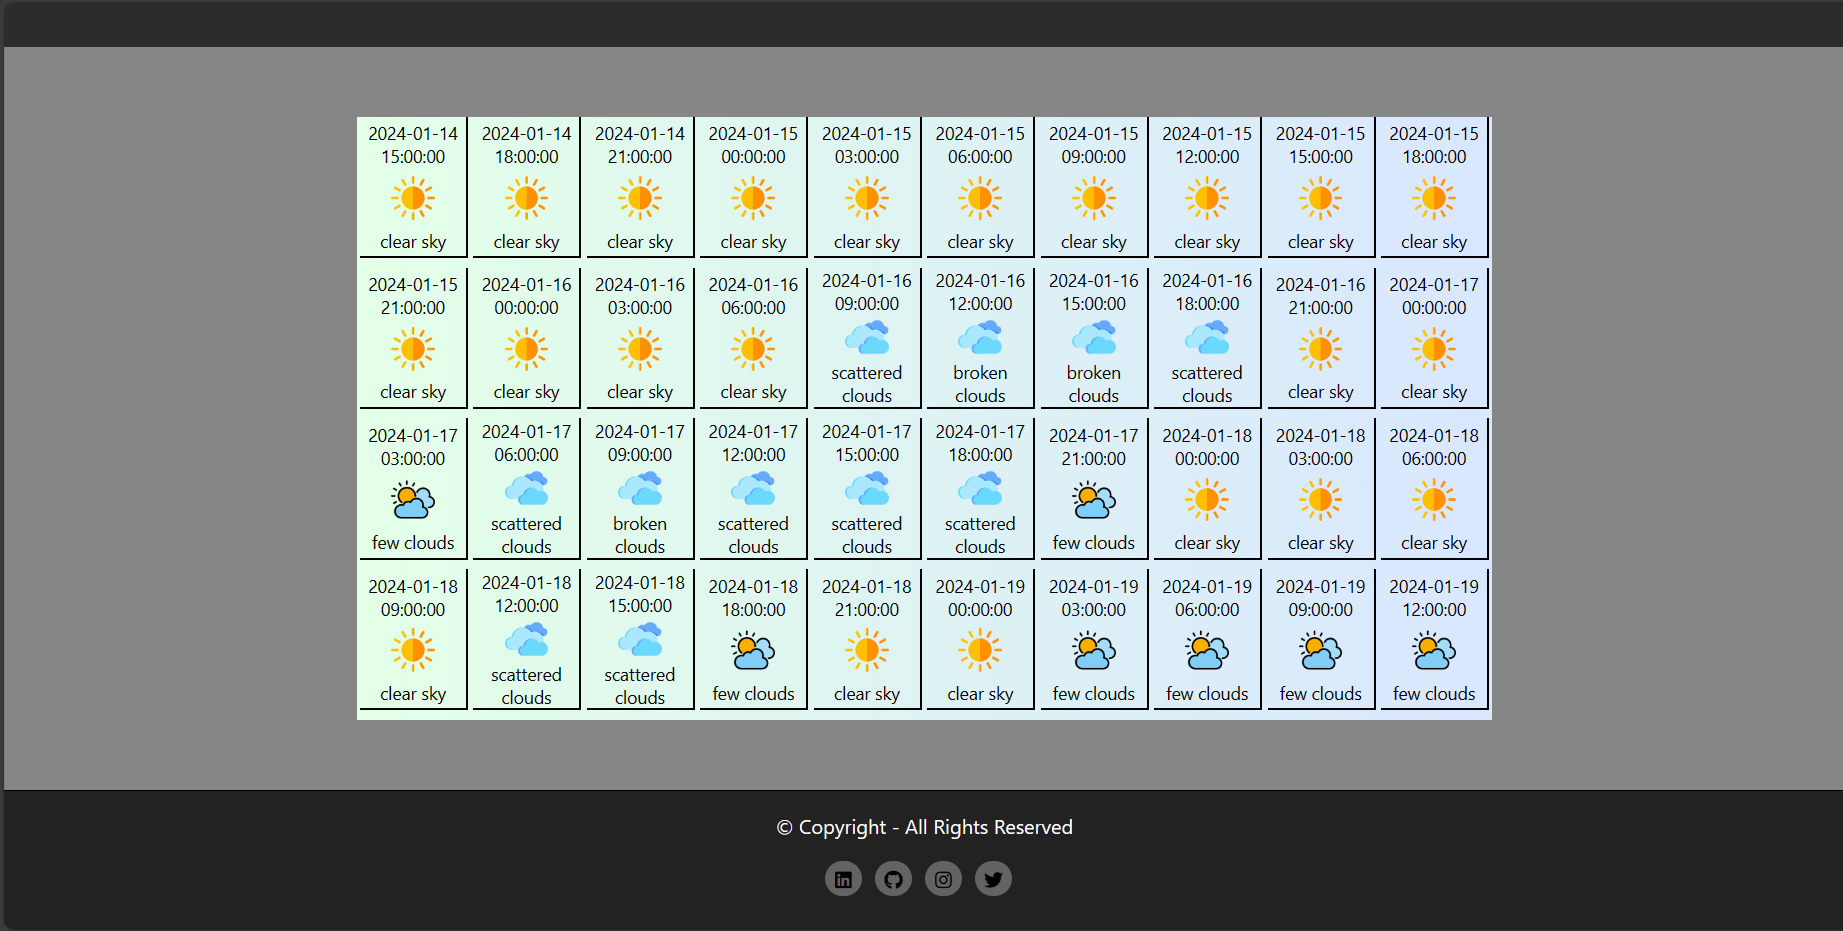 2024-01-14 2024-01-14 2024-01-14 2024-01-15 2024-01-15 2024-01-15 2024-01-15 2024-01-15 2024-01-15 2024-01-15
15:00:00 18:00:00 21:00:00 00:00:00 03:00:00 06:00:00 09:00:00 12:00:00 15:00:00 18:00:00
clear sky clear sky clear sky clear sky clear sky clear sky clear sky clear sky clear sky clear sky
2024-01-15 2024-01-16 2024-01-16 2024-01-16 2024-01-16 2024-01-16 2024-01-16 2024-01-16 2024-01-16 2024-01-17
21:00:00 00:00:00 03:00:00 06:00:00 09:00:00 12:00:00 15:00:00 18:00:00 21:00:00 00:00:00
clear sky clear sky clear sky clear sky scattered broken broken scattered clear sky clear sky
clouds clouds clouds clouds
2024-01-17 2024-01-17 2024-01-17 2024-01-17 2024-01-17 2024-01-17 2024-01-17 2024-01-18 2024-01-18 2024-01-18
03:00:00 06:00:00 09:00:00 12:00:00 15:00:00 18:00:00 21:00:00 00:00:00 03:00:00 06:00:00
few clouds scattered broken scattered scattered scattered few clouds clear sky clear sky clear sky
clouds clouds clouds clouds clouds
2024-01-18 2024-01-18 2024-01-18 2024-01-18 2024-01-18 2024-01-19 2024-01-19 2024-01-19 2024-01-19 2024-01-19
09:00:00 12:00:00 15:00:00 18:00:00 21:00:00 00:00:00 03:00:00 06:00:00 09:00:00 12:00:00
clear sky scattered scattered few clouds clear sky clear sky few clouds few clouds few clouds few clouds
clouds clouds
© Copyright - All Rights Reserved